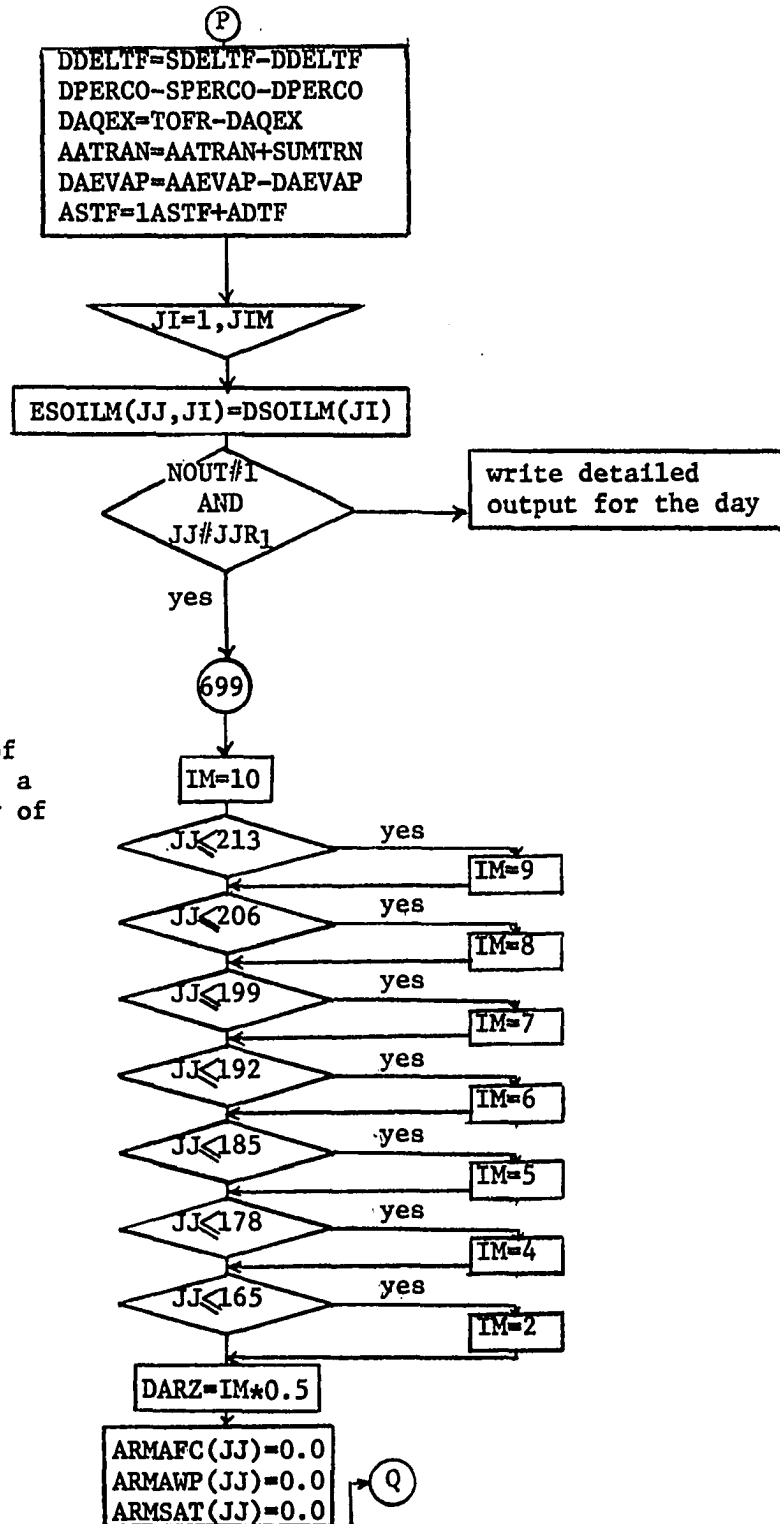 P
DDELTF=SDELTF-DDELTF
DPERCO-SPERCO-DPERCO
DAQEX=TOFR-DAQEX
AATRAN=AATRAN+SUMTRN
DAEVAP=AAEVAP-DAEVAP
ASTF=1ASTF+ADTF
JI=1,JIM
ESOILM(JJ,JI)=DSOILM(JI)
NOUT#1
AND
JJ#JJR1
write detailed
output for the day
yes
699
of
a
of
IM=10
JJ≤213
yes
IM=9
JJ≤206
yes
IM=8
JJ≤199
yes
IM=7
JJ≤192
yes
IM=6
JJ≤185
yes
IM=5
JJ≤178
yes
IM=4
JJ≤165
yes
IM=2
DARZ=IM*0.5
ARMAFC(JJ)=0.0
ARMAWP(JJ)=0.0
ARMSAT(JJ)=0.0
Q